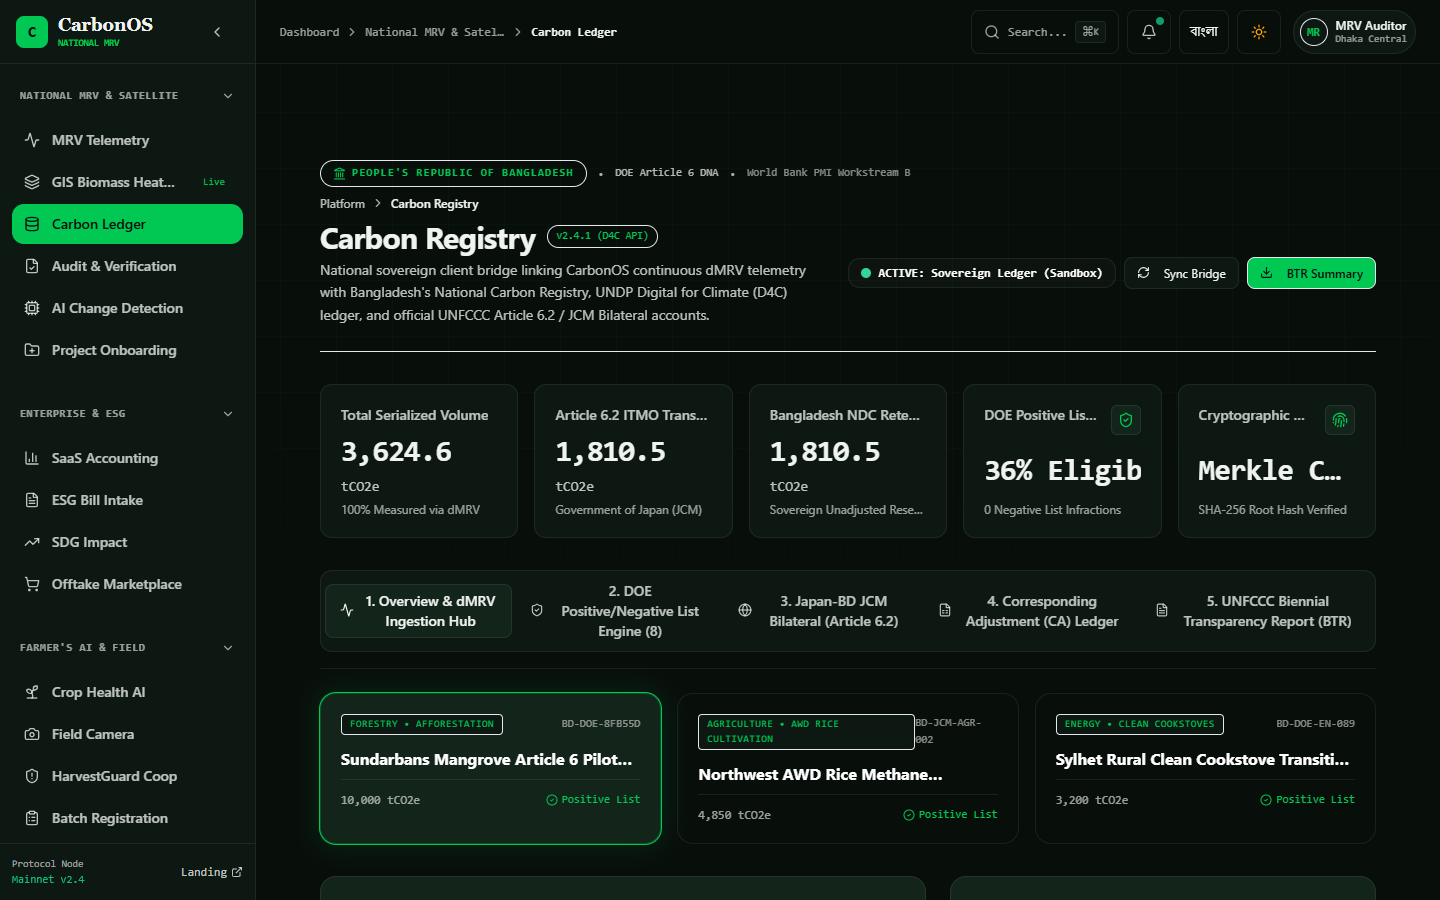 C
CarbonOS
NATIONAL MRV
Dashboard > National MRV & Satel… > Carbon Ledger
Search... ⌘K
বাংলা
MR
MRV Auditor
Dhaka Central
NATIONAL MRV & SATELLITE
MRV Telemetry
GIS Biomass Heat... Live
Carbon Ledger
Audit & Verification
AI Change Detection
Project Onboarding
ENTERPRISE & ESG
SaaS Accounting
ESG Bill Intake
SDG Impact
Offtake Marketplace
FARMER'S AI & FIELD
Crop Health AI
Field Camera
HarvestGuard Coop
Batch Registration
Protocol Node
Mainnet v2.4
Landing
PEOPLE'S REPUBLIC OF BANGLADESH • DOE Article 6 DNA • World Bank PMI Workstream B
Platform > Carbon Registry
Carbon Registry v2.4.1 (D4C API)
National sovereign client bridge linking CarbonOS continuous dMRV telemetry
with Bangladesh's National Carbon Registry, UNDP Digital for Climate (D4C)
ledger, and official UNFCCC Article 6.2 / JCM Bilateral accounts.
ACTIVE: Sovereign Ledger (Sandbox)
Sync Bridge
BTR Summary
Total Serialized Volume
3,624.6
tCO2e
100% Measured via dMRV
Article 6.2 ITMO Trans...
1,810.5
tCO2e
Government of Japan (JCM)
Bangladesh NDC Rete...
1,810.5
tCO2e
Sovereign Unadjusted Rese...
DOE Positive Lis...
36% Eligib
0 Negative List Infractions
Cryptographic ...
Merkle C…
SHA-256 Root Hash Verified
1. Overview & dMRV
Ingestion Hub
2. DOE
Positive/Negative List
Engine (8)
3. Japan-BD JCM
Bilateral (Article 6.2)
4. Corresponding
Adjustment (CA) Ledger
5. UNFCCC Biennial
Transparency Report (BTR)
FORESTRY • AFFORESTATION
BD-DOE-8FB55D
Sundarbans Mangrove Article 6 Pilot...
10,000 tCO2e
Positive List
AGRICULTURE • AWD RICE
CULTIVATION
BD-JCM-AGR-
002
Northwest AWD Rice Methane...
4,850 tCO2e
Positive List
ENERGY • CLEAN COOKSTOVES
BD-DOE-EN-089
Sylhet Rural Clean Cookstove Transiti...
3,200 tCO2e
Positive List